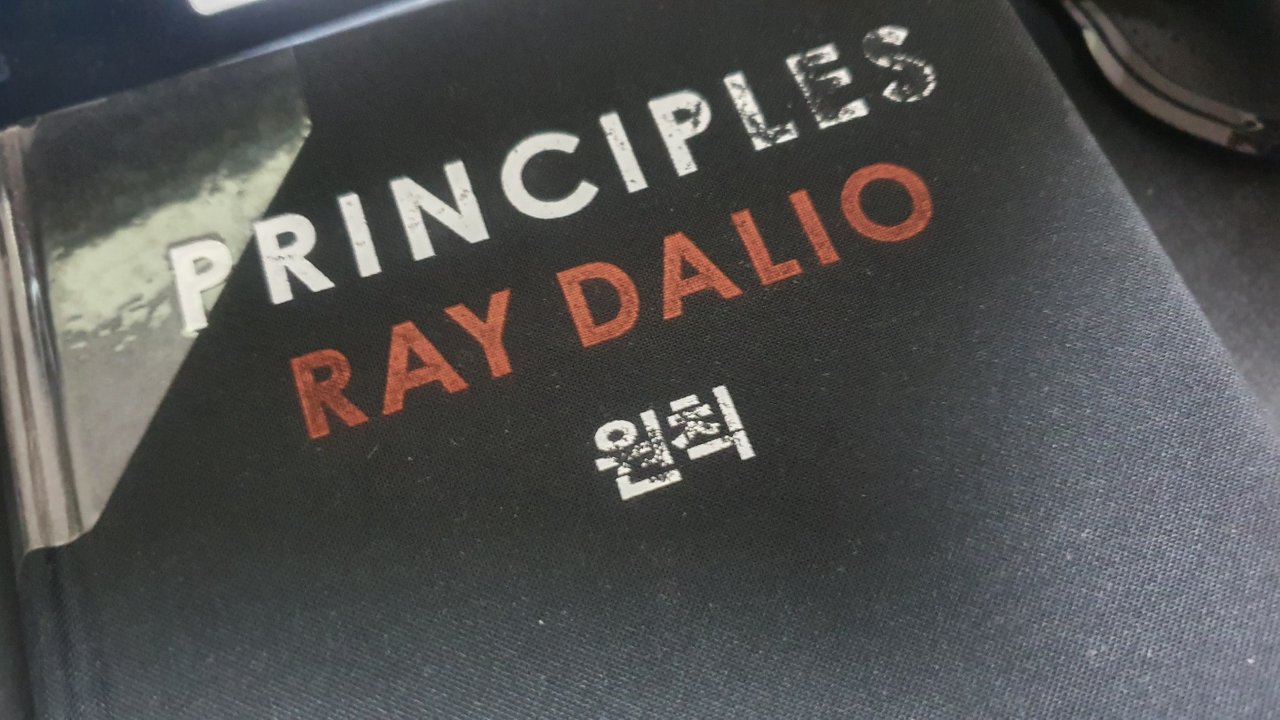 PRINCIPLES
RAY DALIO
원칙